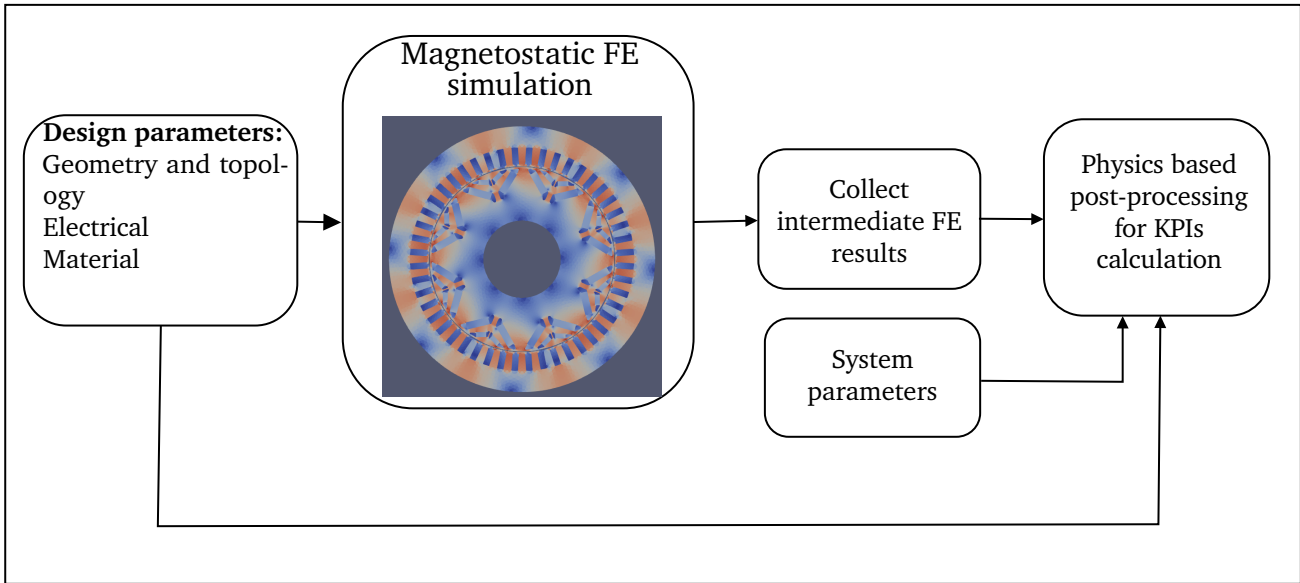 Magnetostatic FE
simulation
Design parameters:
Geometry and topol-
ogy
Electrical
Material
Collect
intermediate FE
results
System
parameters
Physics based
post-processing
for KPIs
calculation